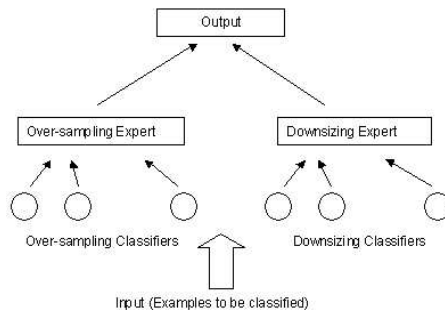 Output
Over-sampling Expert
Downsizing Expert
Over-sampling Classifiers
Downsizing Classifiers
Input (Examples to be classified)